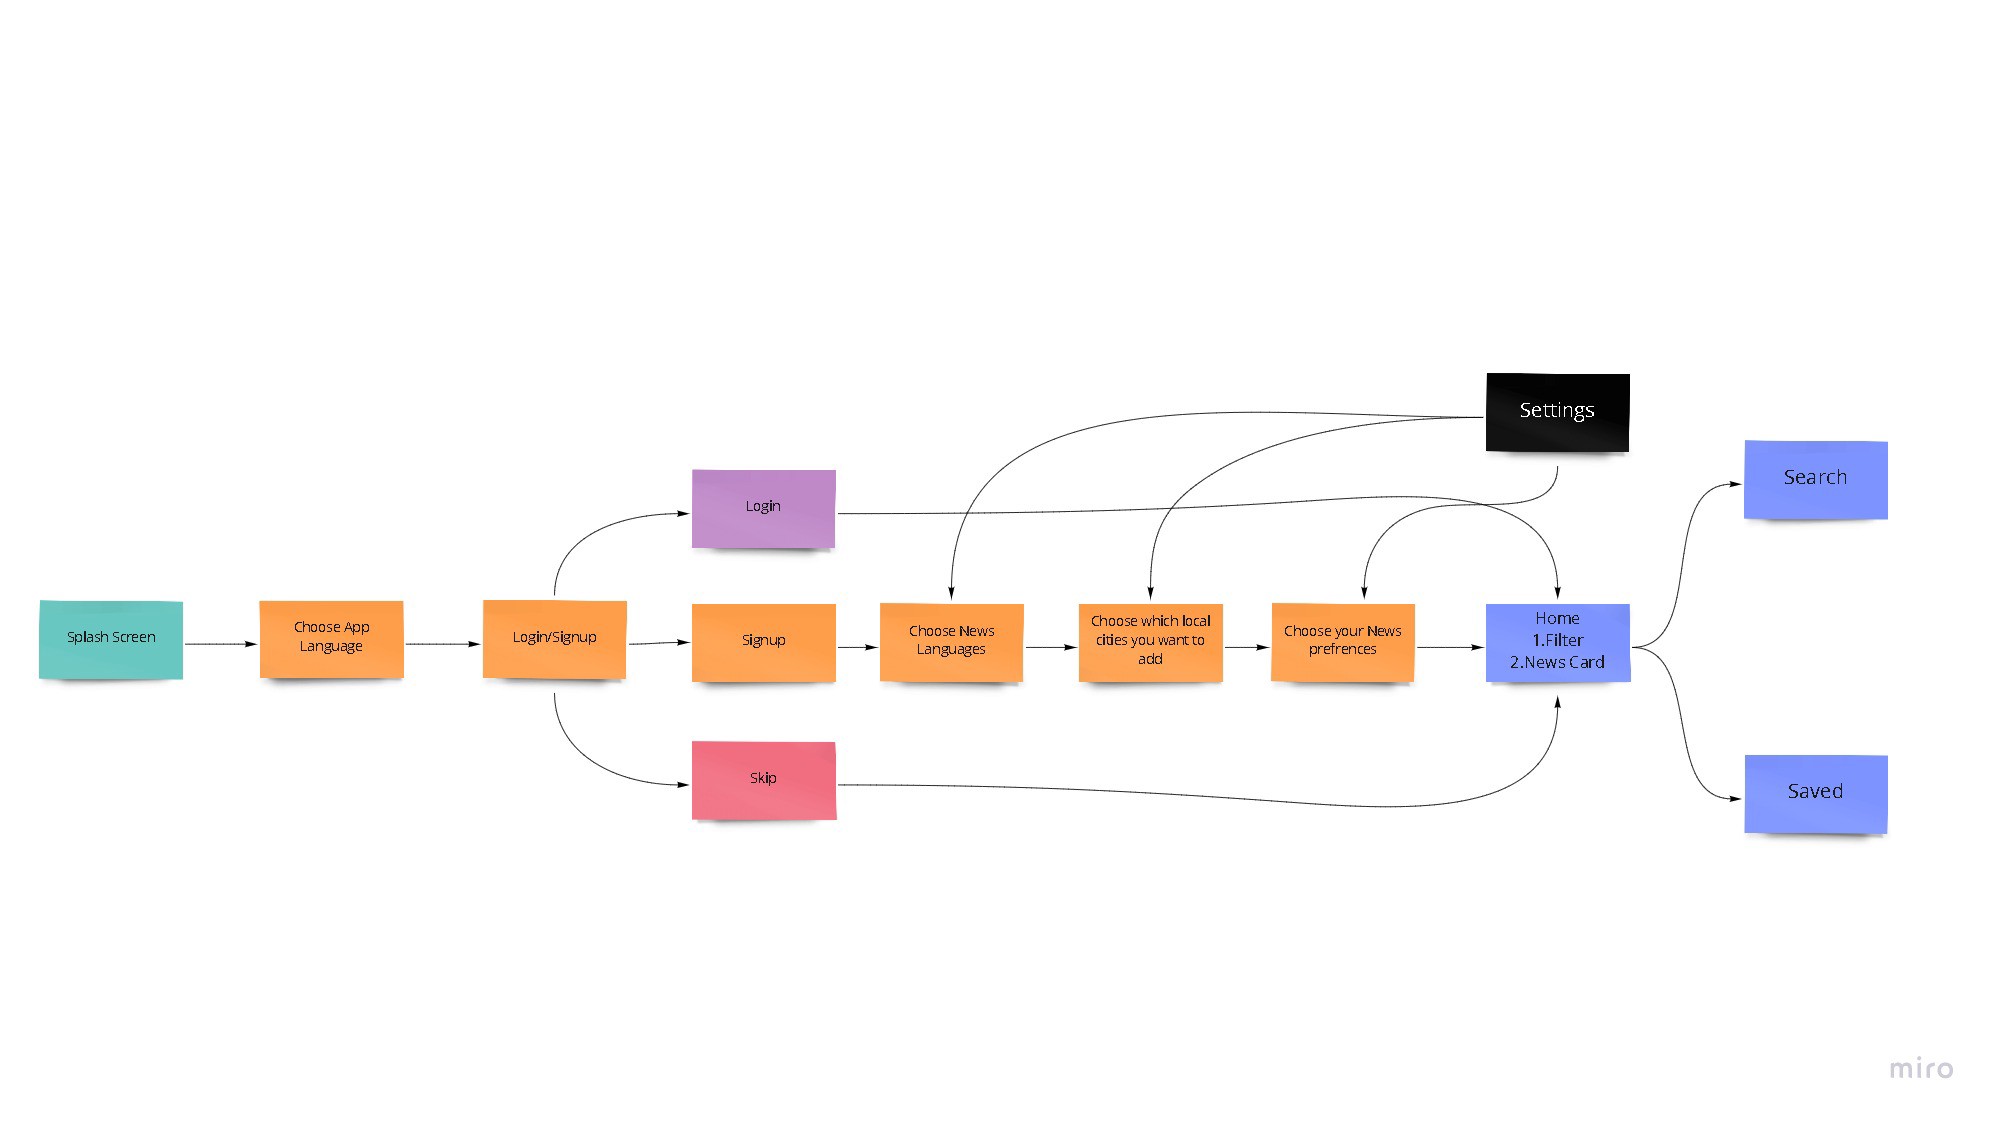 Settings
Search
Login
Splash Screen
Choose App
Language
Login/Signup
Signup
Choose News
Languages
Choose which local
cities you want to
add
Choose your News
prefrences
Home
1.Filter
2.News Card
Skip
Saved
miro